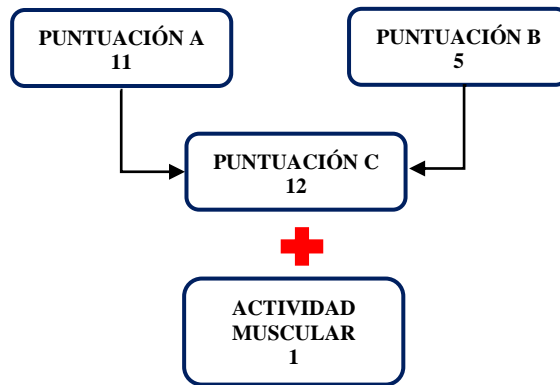 PUNTUACIÓN A
11
PUNTUACIÓN B
5
PUNTUACIÓN C
12
ACTIVIDAD
MUSCULAR
1